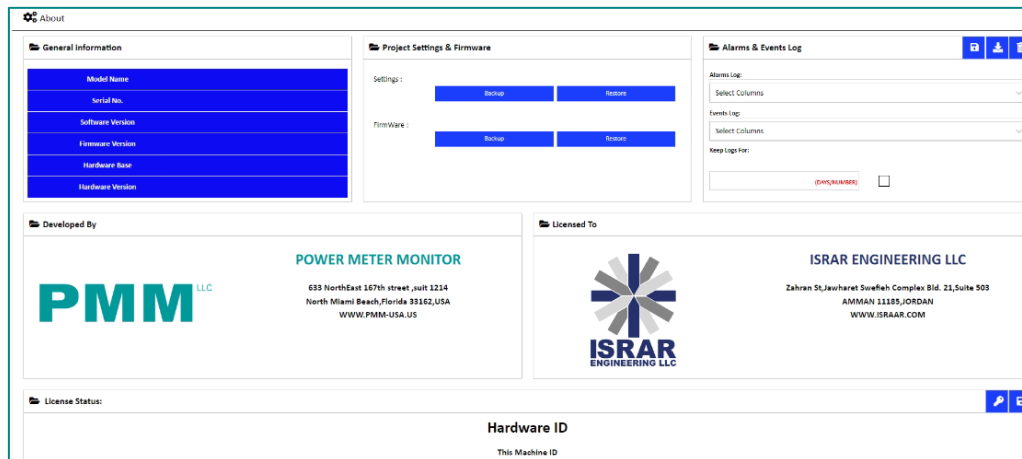 About
General information
Model Name
Serial No.
Software Version
Firmware Version
Hardware Base
Hardware Version
Project Settings & Firmware
Settings :
Backup Restore
FirmWare :
Backup Restore
Alarms & Events Log
Alarms Log:
Select Columns
Events Log:
Select Columns
Keep Logs For:
(DAYS/NUMBER)
Developed By
PMM LLC
POWER METER MONITOR
633 NorthEast 167th street ,suit 1214
North Miami Beach,Florida 33162,USA
WWW.PMM-USA.US
Licensed To
ISRAR
ENGINEERING LLC
ISRAR ENGINEERING LLC
Zahran St,Jawharet Swefieh Complex Bld. 21,Suite 503
AMMAN 11185,JORDAN
WWW.ISRAAR.COM
License Status:
Hardware ID
This Machine ID